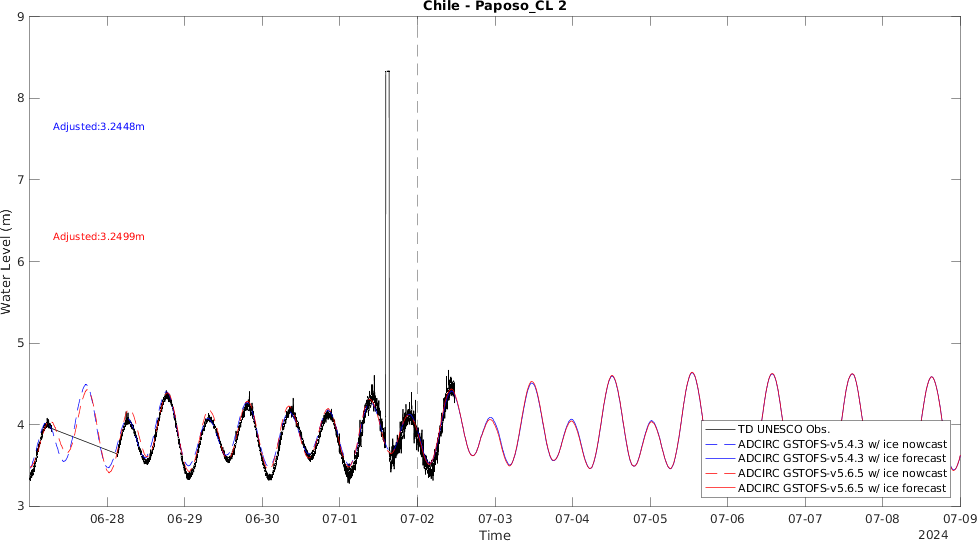 Chile - Paposo_CL 2
9
8
7
6
5
4
3
Water Level (m)
Adjusted:3.2448m
Adjusted:3.2499m
TD UNESCO Obs.
ADCIRC GSTOFS-v5.4.3 w/ ice nowcast
ADCIRC GSTOFS-v5.4.3 w/ ice forecast
ADCIRC GSTOFS-v5.6.5 w/ ice nowcast
ADCIRC GSTOFS-v5.6.5 w/ ice forecast
06-28 06-29 06-30 07-01 07-02 07-03 07-04 07-05 07-06 07-07 07-08 07-09
Time
2024